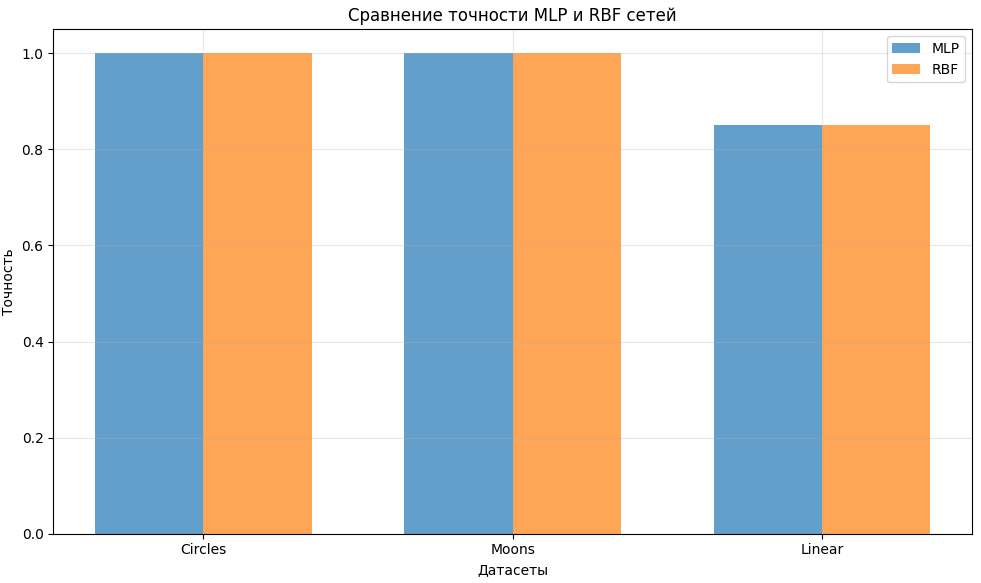 Сравнение точности MLP и RBF сетей
MLP
RBF
Точность
1.0
0.8
0.6
0.4
0.2
0.0
Circles
Moons
Linear
Датасеты